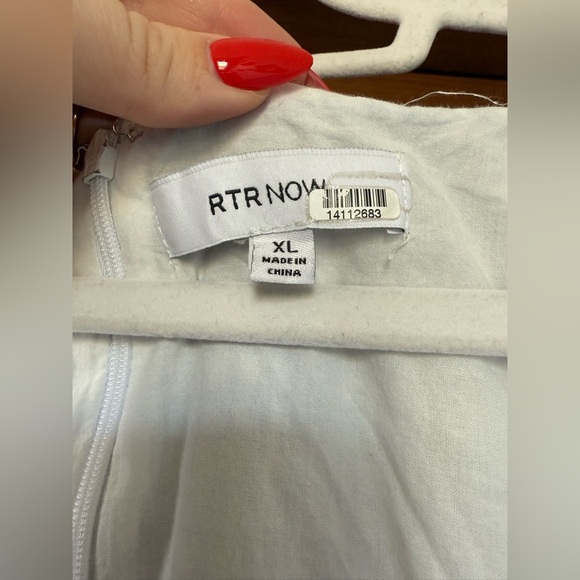 RTR NOW
14112683
XL
MADE IN
CHINA